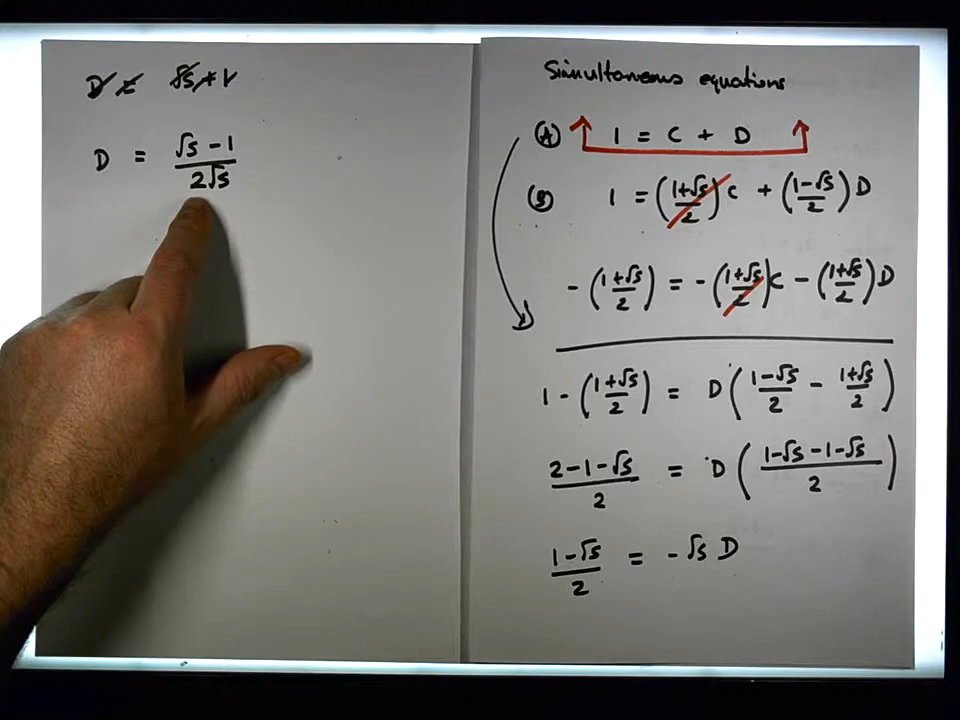 D = √5 + 1
D = (√5 - 1)/(2√5)
Simultaneous equations
(A) 1 = C + D
(B) 1 = ((1+√5)/2) C + ((1-√5)/2) D
-((1+√5)/2) = -((1+√5)/2) C - ((1+√5)/2) D
1 - ((1+√5)/2) = D ((1-√5)/2 - (1+√5)/2)
(2-1-√5)/2 = D ((1-√5-1-√5)/2)
(1-√5)/2 = -√5 D